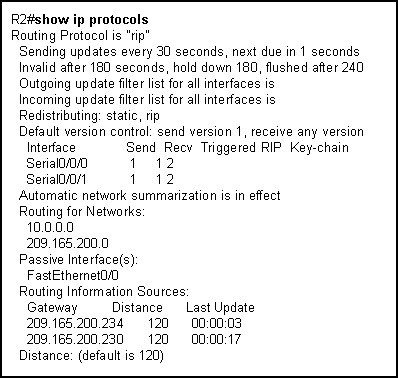 R2#show ip protocols
Routing Protocol is "rip"
Sending updates every 30 seconds, next due in 1 seconds
Invalid after 180 seconds, hold down 180, flushed after 240
Outgoing update filter list for all interfaces is
Incoming update filter list for all interfaces is
Redistributing: static, rip
Default version control: send version 1, receive any version
Interface Send Recv Triggered RIP Key-chain
Serial0/0/0 1 1 2
Serial0/0/1 1 1 2
Automatic network summarization is in effect
Routing for Networks:
10.0.0.0
209.165.200.0
Passive Interface(s):
FastEthernet0/0
Routing Information Sources:
Gateway Distance Last Update
209.165.200.234 120 00:00:03
209.165.200.230 120 00:00:17
Distance: (default is 120)